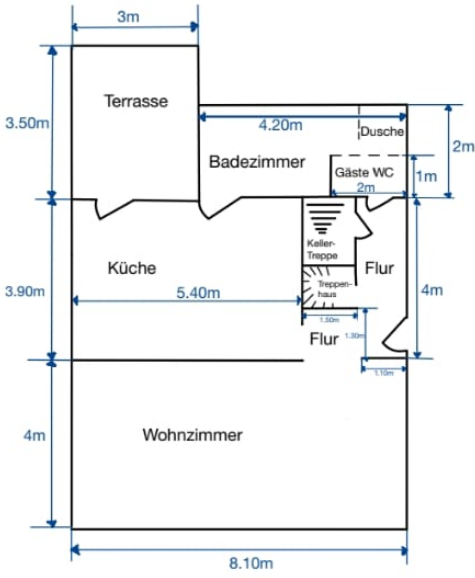 3m
Terrasse
3.50m
4.20m
Dusche
2m
Badezimmer
Gäste WC
1m
2m
Keller-
Treppe
Küche
Flur
3.90m
5.40m
Treppen-
haus
4m
1.50m
Flur
1.30m
1.10m
4m
Wohnzimmer
8.10m